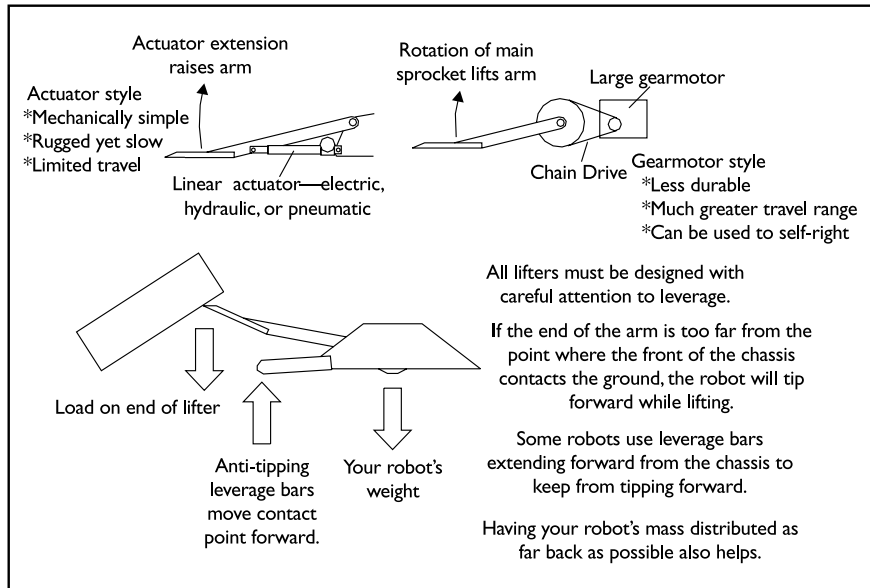 Actuator extension
raises arm
Actuator style
*Mechanically simple
*Rugged yet slow
*Limited travel
Linear actuator—electric,
hydraulic, or pneumatic
Rotation of main
sprocket lifts arm
Large gearmotor
Chain Drive
Gearmotor style
*Less durable
*Much greater travel range
*Can be used to self-right
Load on end of lifter
Anti-tipping
leverage bars
move contact
point forward.
Your robot's
weight
All lifters must be designed with
careful attention to leverage.
If the end of the arm is too far from the
point where the front of the chassis
contacts the ground, the robot will tip
forward while lifting.
Some robots use leverage bars
extending forward from the chassis to
keep from tipping forward.
Having your robot's mass distributed as
far back as possible also helps.